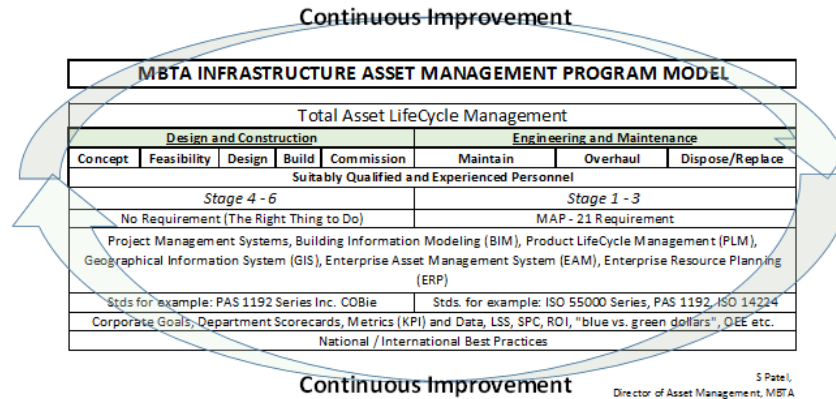 Continuous Improvement
MBTA INFRASTRUCTURE ASSET MANAGEMENT PROGRAM MODEL
Total Asset LifeCycle Management
Design and Construction Engineering and Maintenance
Concept Feasibility Design Build Commission Maintain Overhaul Dispose/Replace
Suitably Qualified and Experienced Personnel
Stage 4 - 6 Stage 1 - 3
No Requirement (The Right Thing to Do) MAP - 21 Requirement
Project Management Systems, Building Information Modeling (BIM), Product LifeCycle Management (PLM),
Geographical Information System (GIS), Enterprise Asset Management System (EAM), Enterprise Resource Planning
(ERP)
Stds for example: PAS 1192 Series Inc. COBie Stds. for example: ISO 55000 Series, PAS 1192, ISO 14224
Corporate Goals, Department Scorecards, Metrics (KPI) and Data, LSS, SPC, ROI, "blue vs. green dollars", OEE etc.
National / International Best Practices
Continuous Improvement
S Patel,
Director of Asset Management, MBTA